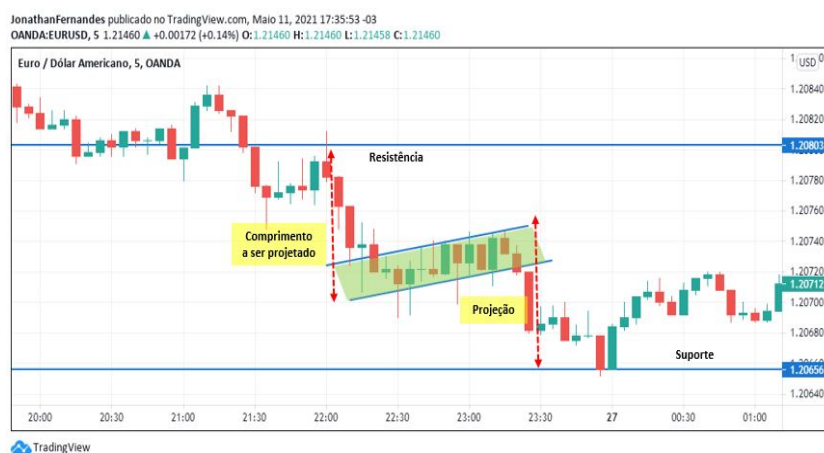 JonathanFernandes publicado no TradingView.com, Maio 11, 2021 17:35:53 -03
OANDA:EURUSD, 5 1.21460 ▲ +0.00172 (+0.14%) O:1.21460 H:1.21460 L:1.21458 C:1.21460
Euro / Dólar Americano, 5, OANDA
USD
1.20840
1.20820
1.20803
Resistência
1.20780
1.20760
Comprimento
a ser projetado
1.20740
1.20720
1.20712
1.20700
Projeção
1.20680
Suporte
1.20656
1.20640
20:00 20:30 21:00 21:30 22:00 22:30 23:00 23:30 27 00:30 01:00
TradingView